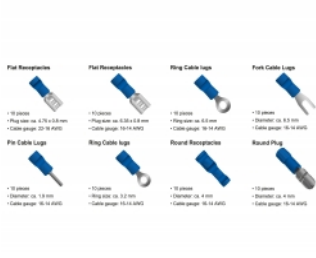 Flat Receptacles
• 10 pieces
• Plug size: ca. 4.75 x 0.8 mm
• Cable gauge: 22-16 AWG
Flat Receptacles
• 10 pieces
• Plug size: ca. 6.35 x 0.8 mm
• Cable gauge: 16-14 AWG
Ring Cable lugs
• 10 pieces
• Ring size: ca. 6.5 mm
• Cable gauge: 16-14 AWG
Fork Cable Lugs
• 10 pieces
• Diameter: ca. 6.5 mm
• Cable gauge: 16-14 AWG
Pin Cable Lugs
• 10 pieces
• Diameter: ca. 1.9 mm
• Cable gauge: 16-14 AWG
Ring Cable lugs
• 10 pieces
• Ring size: ca. 3.2 mm
• Cable gauge: 16-14 AWG
Round Receptacles
• 10 pieces
• Diameter: ca. 4 mm
• Cable gauge: 16-14 AWG
Round Plug
• 10 pieces
• Diameter: ca. 4 mm
• Cable gauge: 16-14 AWG